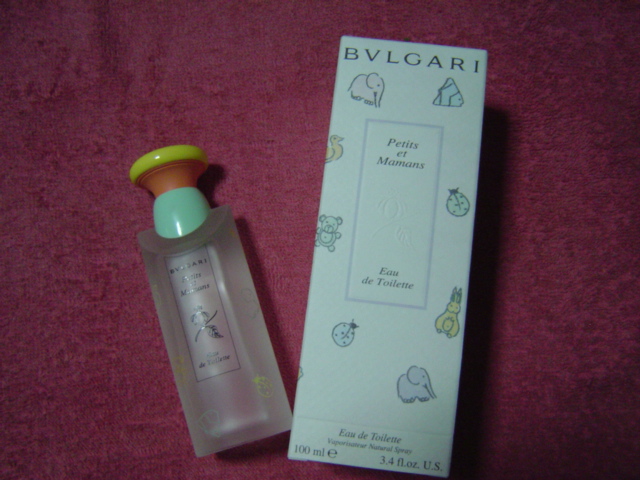 BVLGARI
Petits
et
Mamans
Eau
de Toilette
Eau de Toilette
Vaporisateur Natural Spray
100 ml e
3.4 fl.oz. U.S.
BVLGARI
Petits
et
Mamans
Eau
de Toilette